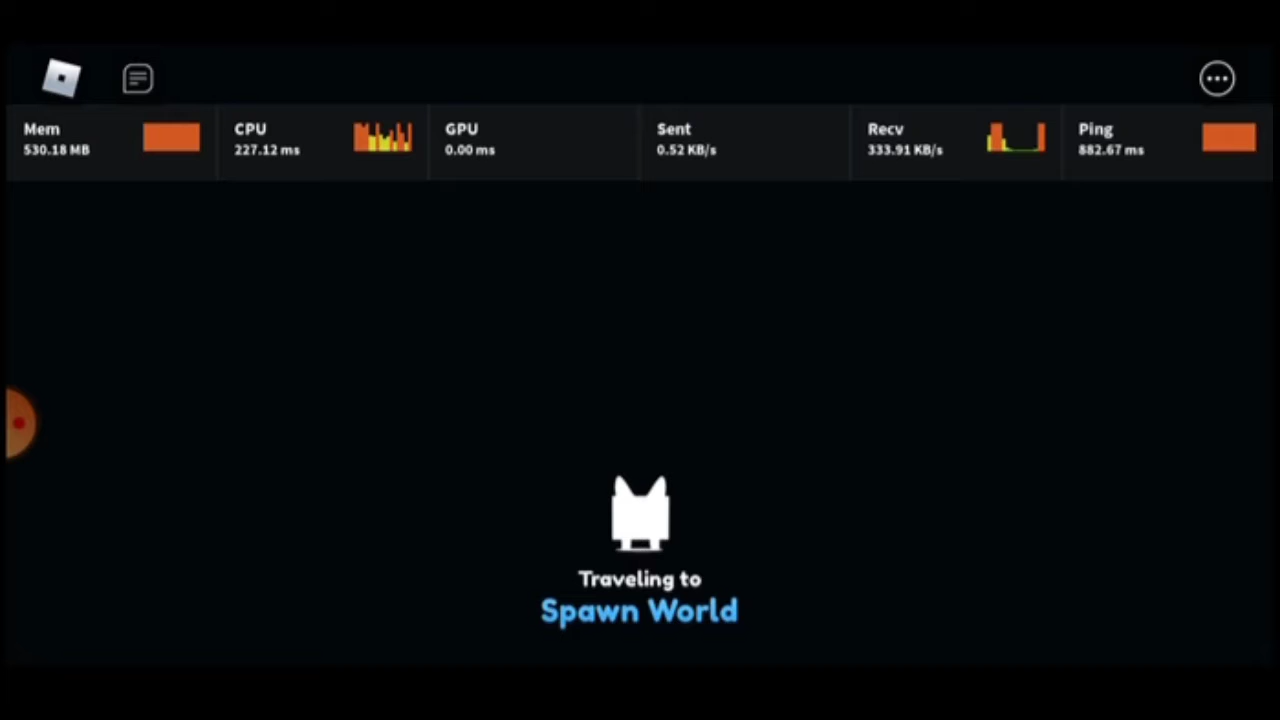 Mem
530.18 MB
CPU
227.12 ms
GPU
0.00 ms
Sent
0.52 KB/s
Recv
333.91 KB/s
Ping
882.67 ms
Traveling to
Spawn World